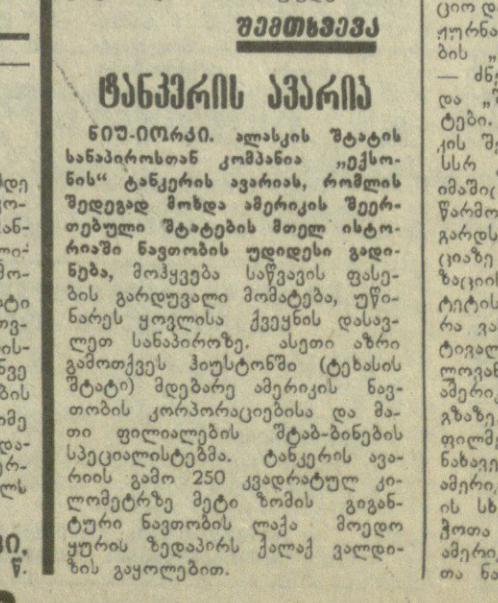 შემთხვევა
ტანკერის ავარია
ნიუ-იორკი. ალასკის შტატის
სანაპიროსთან კომპანია „ექსო-
ნის“ ტანკერის ავარიას, რომლის
შედეგად მოხდა ამერიკის შეერ-
თებული შტატების მთელ ისტო-
რიაში ნავთობის უდიდესი გადი-
ნება, მოჰყვება საწვავის ფასე-
ბის გარდუვალი მომატება, უწი-
ნარეს ყოვლისა ქვეყნის დასავ-
ლეთ სანაპიროზე. ასეთი აზრი
გამოთქვეს ჰიუსტონში (ტეხასის
შტატი) მდებარე ამერიკის ნავ-
თობის კორპორაციებისა და მა-
თი ფილიალების შტაბ-ბინების
სპეციალისტებმა. ტანკერის ავა-
რიის გამო 250 კვადრატულ კი-
ლომეტრზე მეტი ზომის გიგან-
ტური ნავთობის ლაქა მოედო
ყურის ზედაპირს ქალაქ ვალდი-
ზის გაყოლებით.